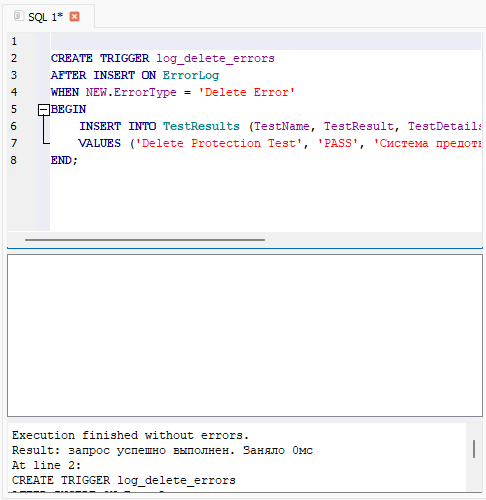 SQL 1*
1
2 CREATE TRIGGER log_delete_errors
3 AFTER INSERT ON ErrorLog
4 WHEN NEW.ErrorType = 'Delete Error'
5 BEGIN
6 INSERT INTO TestResults (TestName, TestResult, TestDetails
7 VALUES ('Delete Protection Test', 'PASS', 'Система предотв
8 END;
Execution finished without errors.
Result: запрос успешно выполнен. Заняло 0мс
At line 2:
CREATE TRIGGER log_delete_errors